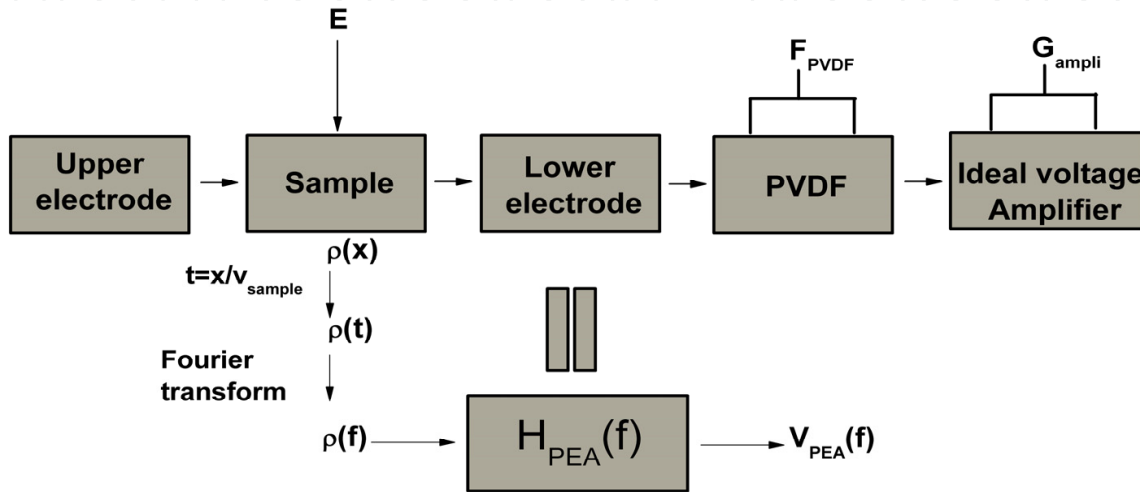 E
F_PVDF
G_ampli
Upper
electrode
Sample
Lower
electrode
PVDF
Ideal voltage
Amplifier
ρ(x)
t=x/v_sample
ρ(t)
Fourier
transform
ρ(f)
H_PEA(f)
V_PEA(f)